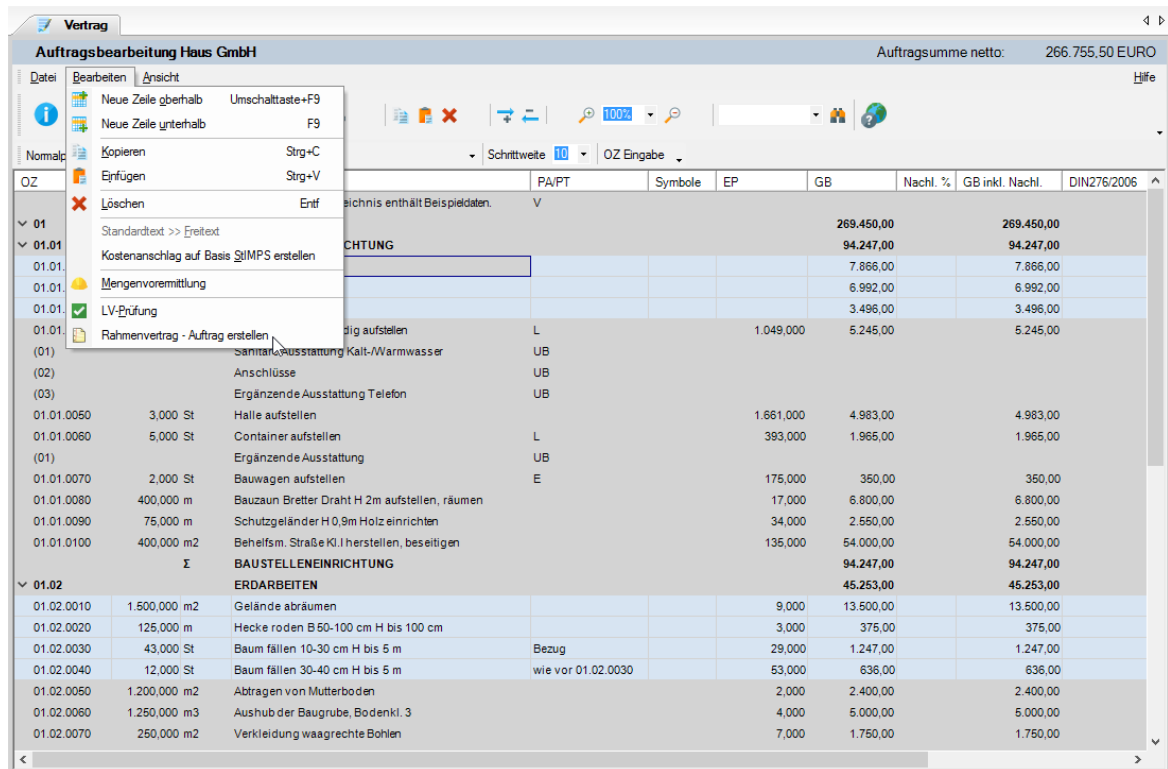 Vertrag
Auftragsbearbeitung Haus GmbH Auftragsumme netto: 266.755,50 EURO
Datei Bearbeiten Ansicht Hilfe
Neue Zeile oberhalb Umschalttaste+F9
100%
Neue Zeile unterhalb F9
Kopieren Strg+C
Schrittweite 10 OZ Eingabe
Einfügen Strg+V
OZ PA/PT Symbole EP GB Nachl. % GB inkl. Nachl. DIN276/2006
Löschen Entf
enthält Beispieldaten. V
Standardtext >> Freitext
01 269.450,00 269.450,00
01.01 94.247,00 94.247,00
Kostenanschlag auf Basis StIMPS erstellen
01.01. 7.866,00 7.866,00
Mengenvorermittlung
01.01. 6.992,00 6.992,00
LV-Prüfung
01.01. 3.496,00 3.496,00
Rahmenvertrag - Auftrag erstellen
01.01. aufstellen L 1.049,000 5.245,00 5.245,00
(01) Sanitär Ausstattung Kalt-/Warmwasser UB
(02) Anschlüsse UB
(03) Ergänzende Ausstattung Telefon UB
01.01.0050 3,000 St Halle aufstellen 1.661,000 4.983,00 4.983,00
01.01.0060 5,000 St Container aufstellen L 393,000 1.965,00 1.965,00
(01) Ergänzende Ausstattung UB
01.01.0070 2,000 St Bauwagen aufstellen E 175,000 350,00 350,00
01.01.0080 400,000 m Bauzaun Bretter Draht H 2m aufstellen, räumen 17,000 6.800,00 6.800,00
01.01.0090 75,000 m Schutzgeländer H 0,9m Holz einrichten 34,000 2.550,00 2.550,00
01.01.0100 400,000 m2 Behelfsm. Straße Kl.I herstellen, beseitigen 135,000 54.000,00 54.000,00
Σ BAUSTELLENEINRICHTUNG 94.247,00 94.247,00
01.02 ERDARBEITEN 45.253,00 45.253,00
01.02.0010 1.500,000 m2 Gelände abräumen 9,000 13.500,00 13.500,00
01.02.0020 125,000 m Hecke roden B 50-100 cm H bis 100 cm 3,000 375,00 375,00
01.02.0030 43,000 St Baum fällen 10-30 cm H bis 5 m Bezug 29,000 1.247,00 1.247,00
01.02.0040 12,000 St Baum fällen 30-40 cm H bis 5 m wie vor 01.02.0030 53,000 636,00 636,00
01.02.0050 1.200,000 m2 Abtragen von Mutterboden 2,000 2.400,00 2.400,00
01.02.0060 1.250,000 m3 Aushub der Baugrube, Bodenkl. 3 4,000 5.000,00 5.000,00
01.02.0070 250,000 m2 Verkleidung waagrechte Bohlen 7,000 1.750,00 1.750,00